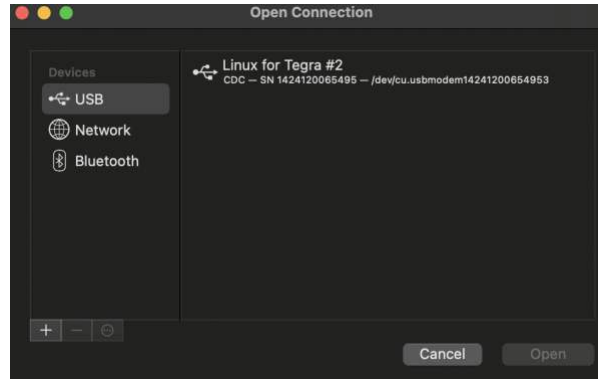 Open Connection
Devices
USB
Network
Bluetooth
Linux for Tegra #2
CDC — SN 1424120065495 — /dev/cu.usbmodem14241200654953
Cancel
Open